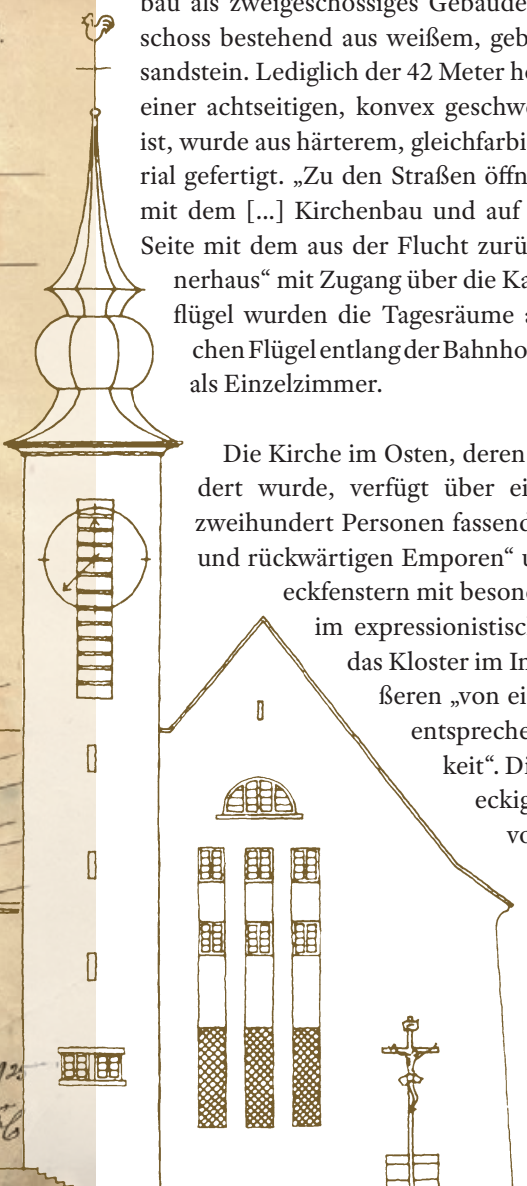 bau als zweigeschossiges Gebäude
schoss bestehend aus weißem, geb
sandstein. Lediglich der 42 Meter h
einer achtseitigen, konvex geschw
ist, wurde aus härterem, gleichfarbi
rial gefertigt. „Zu den Straßen öffn
mit dem [...] Kirchenbau und auf
Seite mit dem aus der Flucht zurü
nerhaus“ mit Zugang über die Ka
flügel wurden die Tagesräume a
chen Flügel entlang der Bahnho
als Einzelzimmer.
Die Kirche im Osten, deren
dert wurde, verfügt über ei
zweihundert Personen fassend
und rückwärtigen Emporen“ u
eckfenstern mit besond
im expressionistisc
das Kloster im In
ßeren „von ei
entspreche
keit“. Di
eckig
vo